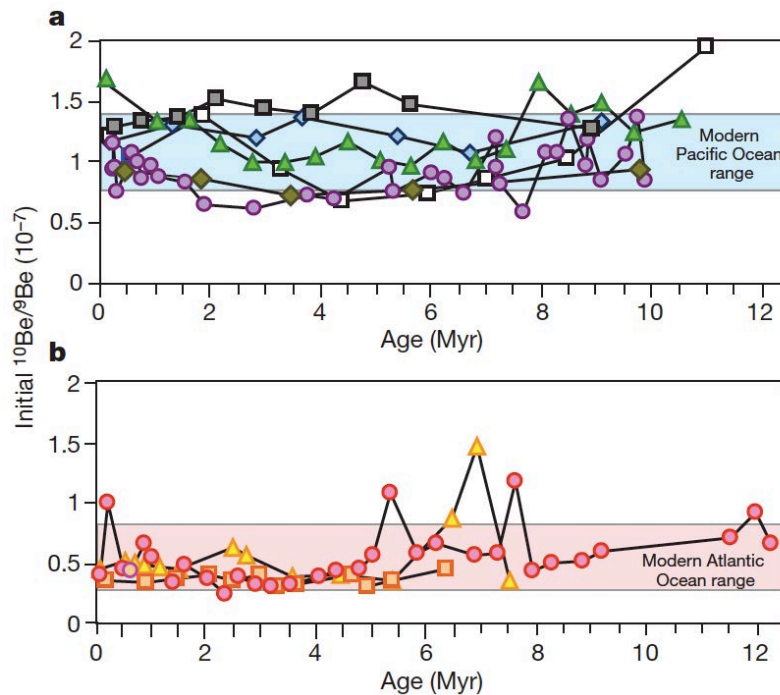 a
2
1.5
1
0.5
0
Modern
Pacific Ocean
range
0 2 4 6 8 10 12
Age (Myr)
Initial ¹⁰Be/⁹Be (10⁻⁷)
b
2
1.5
1
0.5
0
Modern Atlantic
Ocean range
0 2 4 6 8 10 12
Age (Myr)